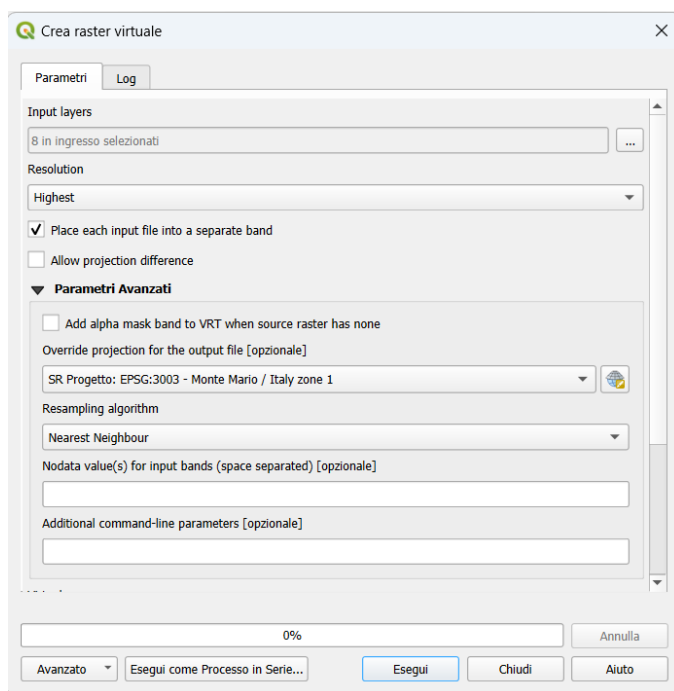 Crea raster virtuale
Parametri
Log
Input layers
8 in ingresso selezionati
...
Resolution
Highest
Place each input file into a separate band
Allow projection difference
Parametri Avanzati
Add alpha mask band to VRT when source raster has none
Override projection for the output file [opzionale]
SR Progetto: EPSG:3003 - Monte Mario / Italy zone 1
Resampling algorithm
Nearest Neighbour
Nodata value(s) for input bands (space separated) [opzionale]
Additional command-line parameters [opzionale]
0%
Annulla
Avanzato
Esegui come Processo in Serie...
Esegui
Chiudi
Aiuto